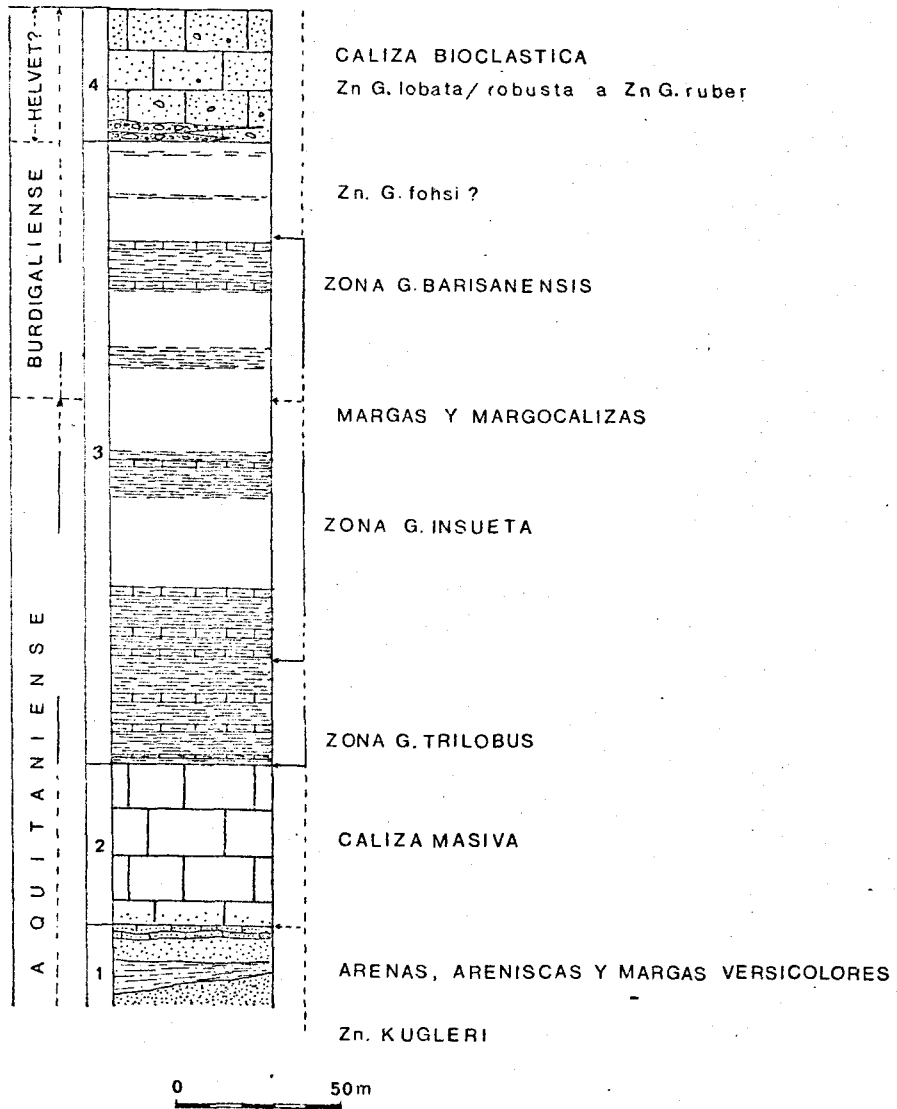 HELVET?
BURDIGALIENSE
AQUITANIENSE
4
3
2
1
CALIZA BIOCLASTICA
Zn G. lobata/ robusta a Zn G. ruber
Zn. G. fohsi ?
ZONA G. BARISANENSIS
MARGAS Y MARGOCALIZAS
ZONA G. INSUETA
ZONA G. TRILOBUS
CALIZA MASIVA
ARENAS, ARENISCAS Y MARGAS VERSICOLORES
Zn. KUGLERI
0 50m